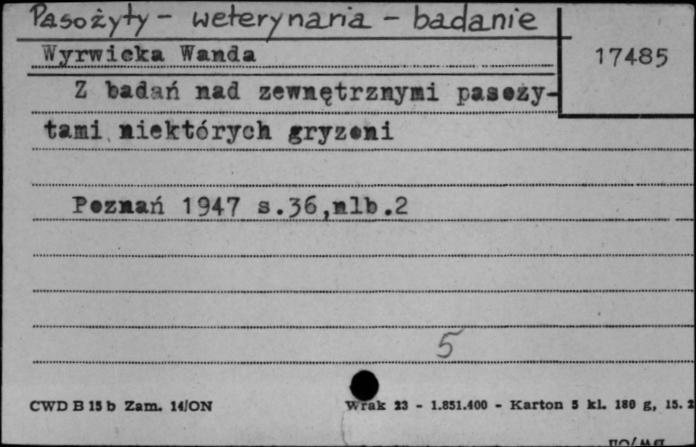 Pasożyty - weterynaria - badanie
17485
Wyrwicka Wanda
Z badań nad zewnętrznymi pasoży-
tami niektórych gryzoni
Poznań 1947 s.36,nlb.2
5
CWD B 15 b Zam. 14/ON
Wrak 23 - 1.851.400 - Karton 5 kl. 180 g, 15. 2